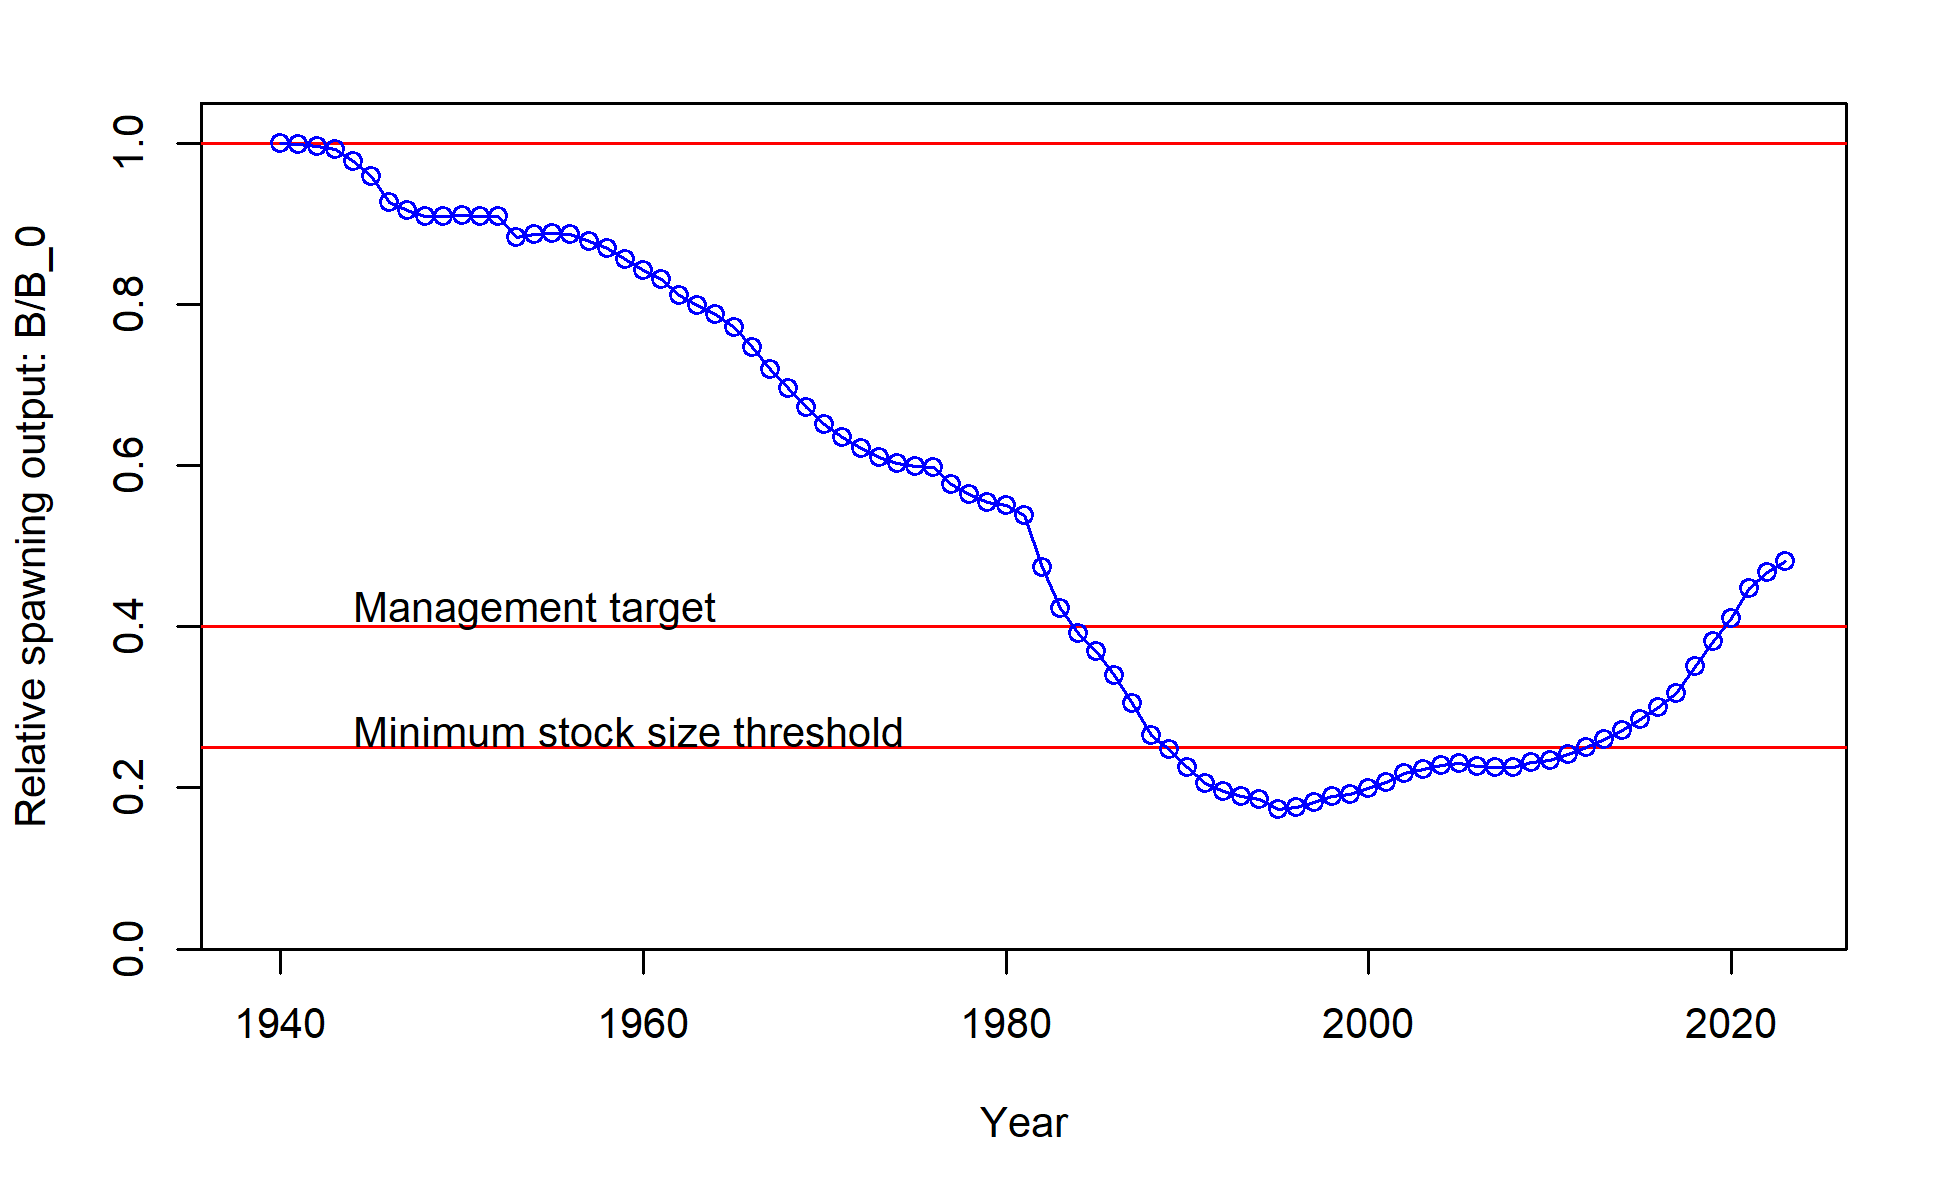 Relative spawning output: B/B_0
1.0
0.8
0.6
0.4
0.2
0.0
Management target
Minimum stock size threshold
1940 1960 1980 2000 2020
Year